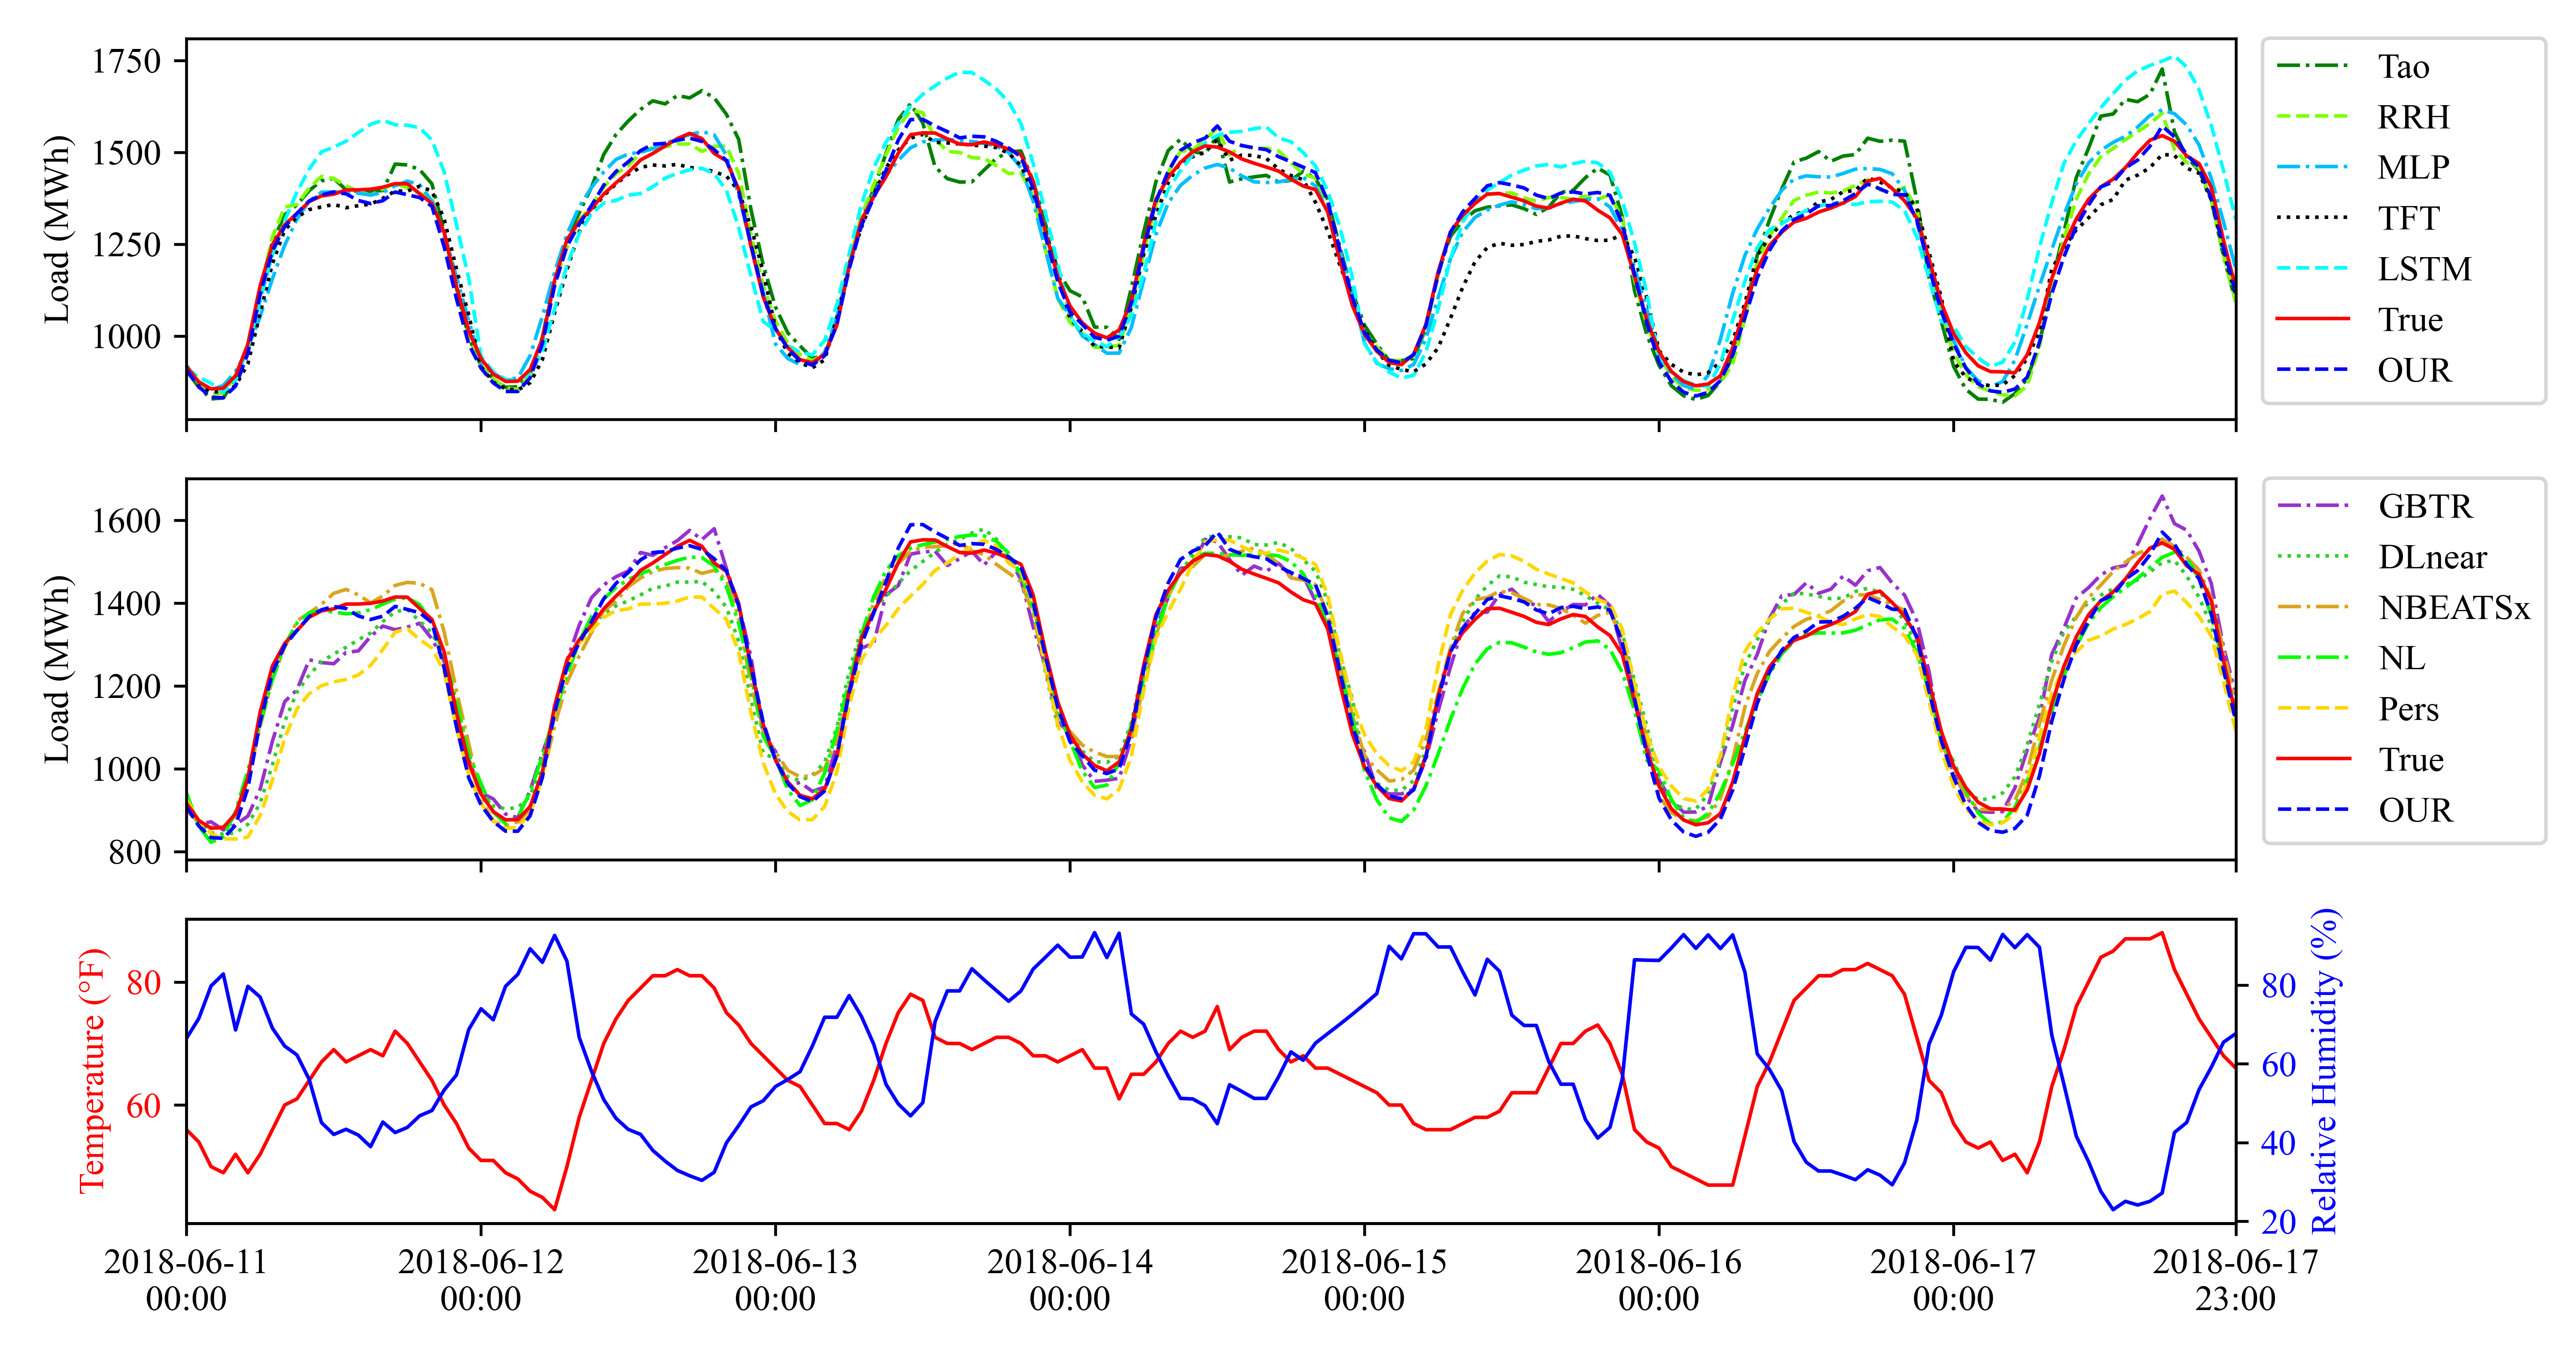 1750
1500
1250
1000
Load (MWh)
Tao
RRH
MLP
TFT
LSTM
True
OUR
1600
1400
1200
1000
800
Load (MWh)
GBTR
DLnear
NBEATSx
NL
Pers
True
OUR
80
60
Temperature (°F)
80
60
40
20
Relative Humidity (%)
2018-06-11
00:00
2018-06-12
00:00
2018-06-13
00:00
2018-06-14
00:00
2018-06-15
00:00
2018-06-16
00:00
2018-06-17
00:00
2018-06-17
23:00